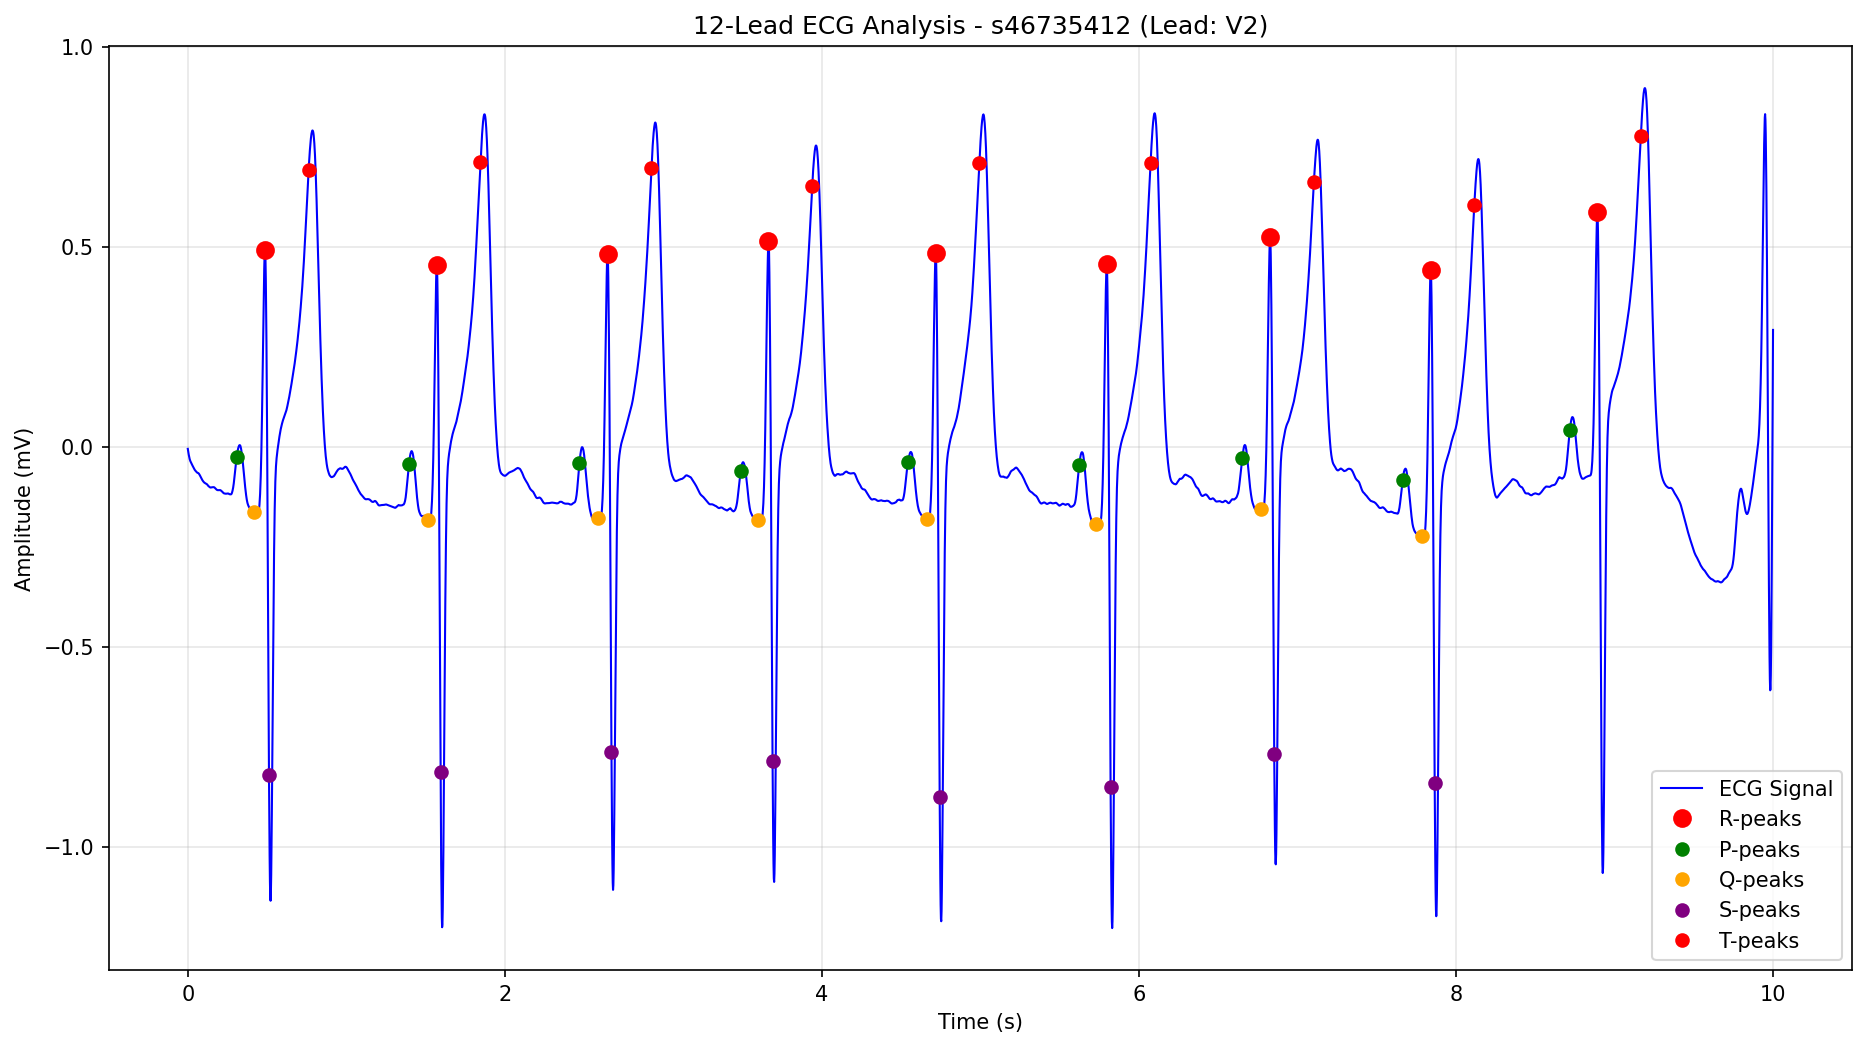 12-Lead ECG Analysis - s46735412 (Lead: V2)
Amplitude (mV)
1.0
0.5
0.0
−0.5
−1.0
ECG Signal
R-peaks
P-peaks
Q-peaks
S-peaks
T-peaks
0 2 4 6 8 10
Time (s)